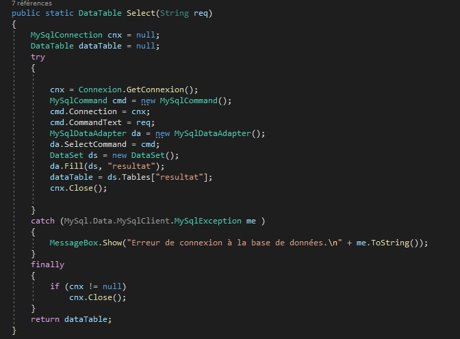 7 références
public static DataTable Select(String req)
{
MySqlConnection cnx = null;
DataTable dataTable = null;
try
{
cnx = Connexion.GetConnexion();
MySqlCommand cmd = new MySqlCommand();
cmd.Connection = cnx;
cmd.CommandText = req;
MySqlDataAdapter da = new MySqlDataAdapter();
da.SelectCommand = cmd;
DataSet ds = new DataSet();
da.Fill(ds, "resultat");
dataTable = ds.Tables["resultat"];
cnx.Close();
}
catch (MySql.Data.MySqlClient.MySqlException me )
{
MessageBox.Show("Erreur de connexion à la base de données.\n" + me.ToString());
}
finally
{
if (cnx != null)
cnx.Close();
}
return dataTable;
}